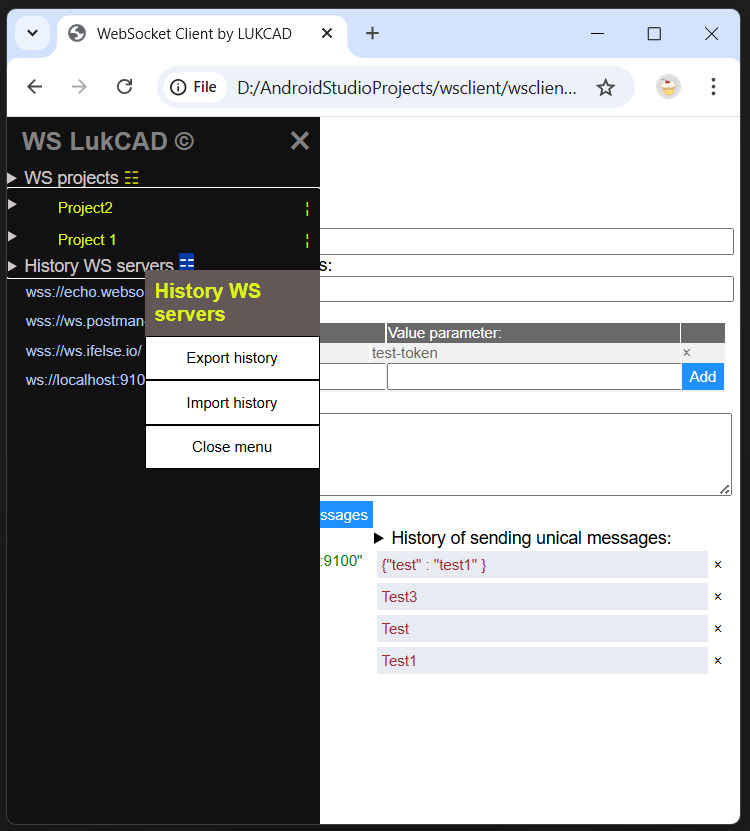 WebSocket Client by LUKCAD
File
D:/AndroidStudioProjects/wsclient/wsclien...
WS LukCAD ©
WS projects
Project2
Project 1
History WS servers
s:
wss://echo.webso
wss://ws.postman-
wss://ws.ifelse.io/
ws://localhost:910
History WS
servers
Export history
Import history
Close menu
Value parameter:
test-token
×
Add
ssages
:9100"
History of sending unical messages:
{"test" : "test1" }
×
Test3
×
Test
×
Test1
×